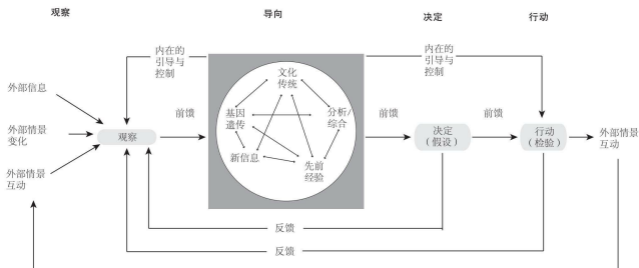 观察
导向
决定
行动
内在的
引导与
控制
内在的
引导与
控制
外部信息
外部情景
变化
外部情景
互动
观察
前馈
文化
传统
基因
遗传
分析/
综合
新信息
先前
经验
前馈
决定
（假设）
前馈
行动
（检验）
外部情景
互动
反馈
反馈